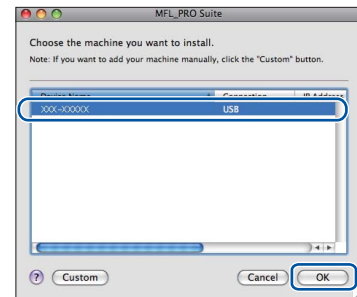 MFL_PRO Suite
Choose the machine you want to install.
Note: If you want to add your machine manually, click the "Custom" button.
Device Name Connection IP Address
XXX-XXXXX USB
? Custom Cancel OK